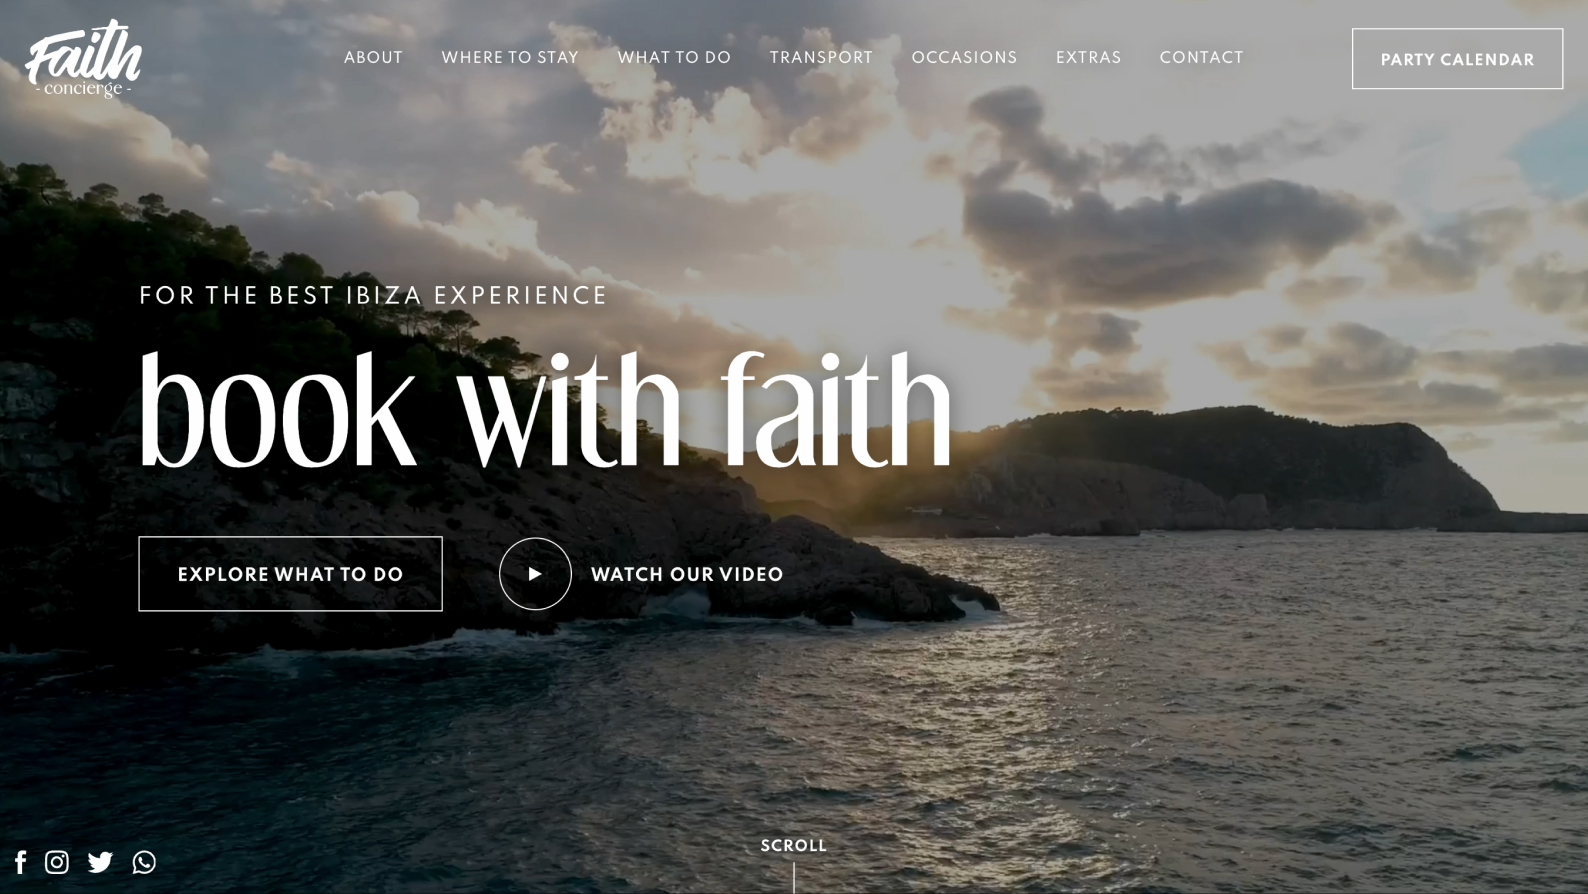 Faith
- concierge -
ABOUT WHERE TO STAY WHAT TO DO TRANSPORT OCCASIONS EXTRAS CONTACT
PARTY CALENDAR
FOR THE BEST IBIZA EXPERIENCE
book with faith
EXPLORE WHAT TO DO
WATCH OUR VIDEO
SCROLL